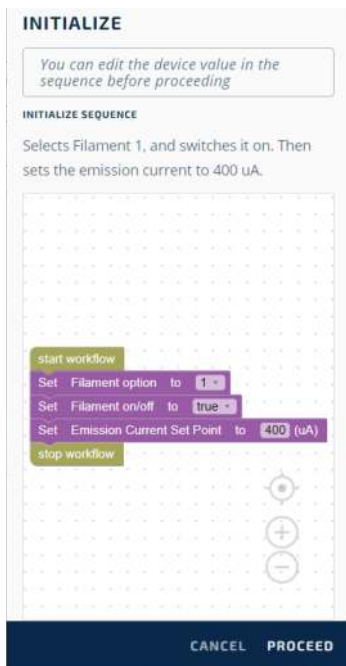 INITIALIZE
You can edit the device value in the
sequence before proceeding
INITIALIZE SEQUENCE
Selects Filament 1, and switches it on. Then
sets the emission current to 400 uA.
start workflow
Set Filament option to 1
Set Filament on/off to true
Set Emission Current Set Point to 400 (uA)
stop workflow
CANCEL PROCEED